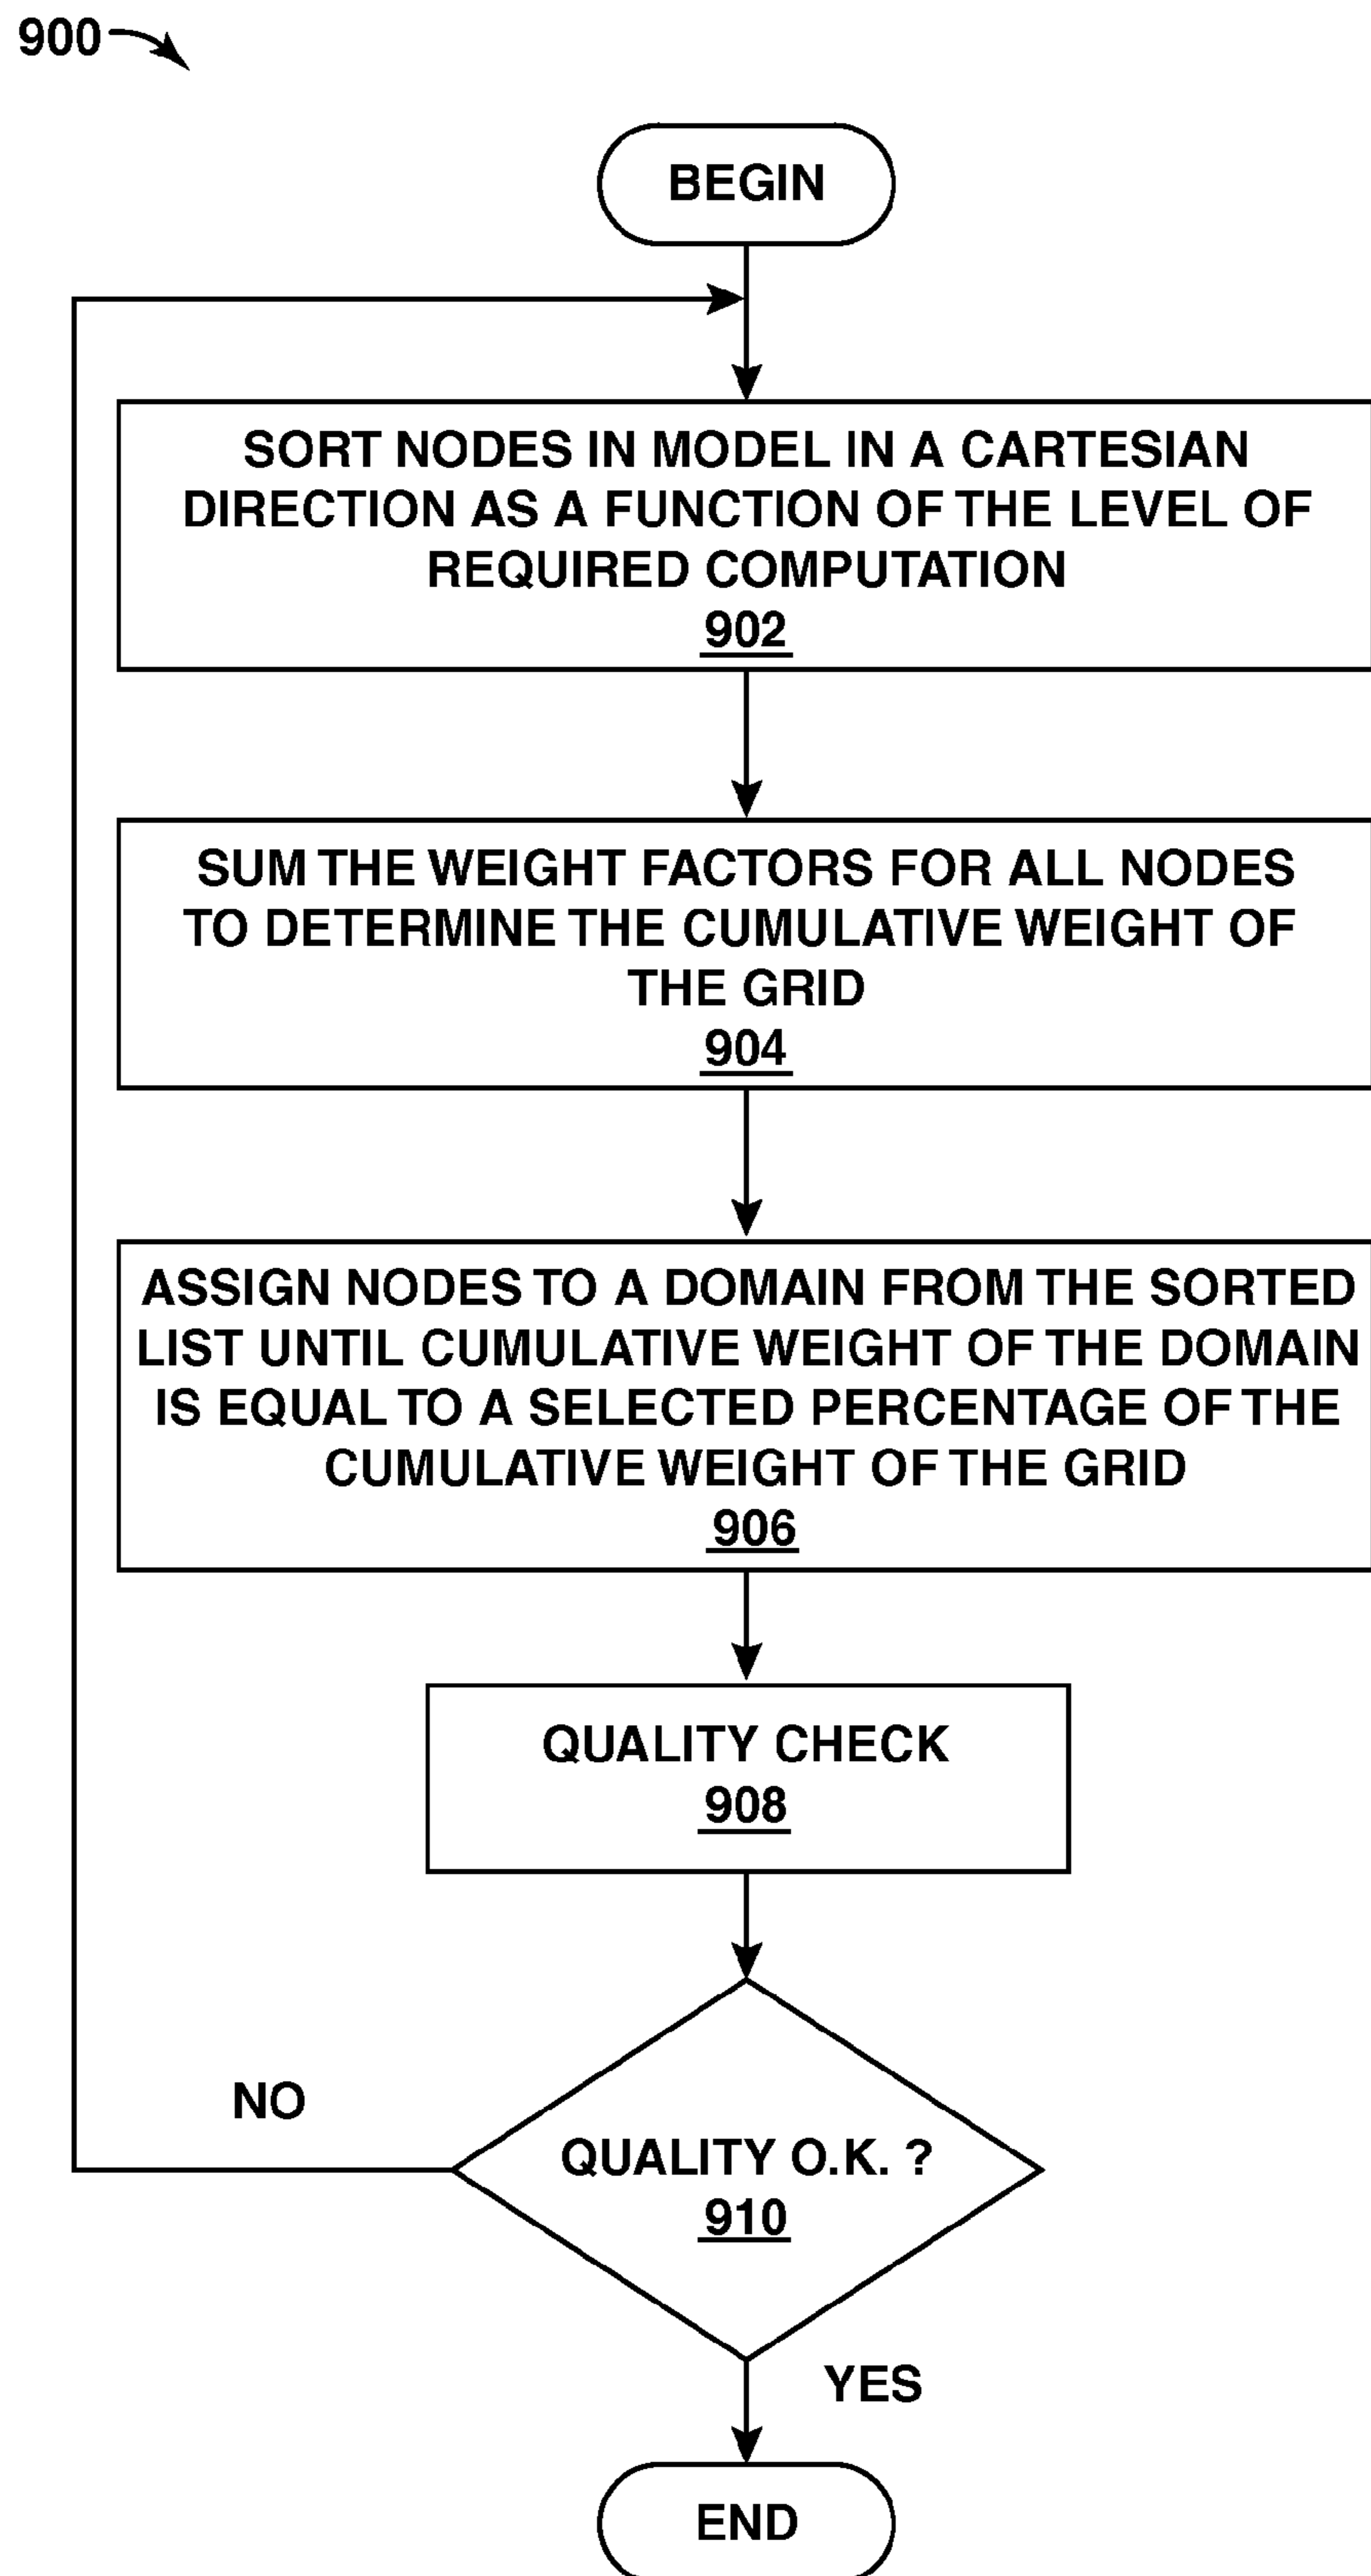 900
BEGIN
SORT NODES IN MODEL IN A CARTESIAN
DIRECTION AS A FUNCTION OF THE LEVEL OF
REQUIRED COMPUTATION
902
SUM THE WEIGHT FACTORS FOR ALL NODES
TO DETERMINE THE CUMULATIVE WEIGHT OF
THE GRID
904
ASSIGN NODES TO A DOMAIN FROM THE SORTED
LIST UNTIL CUMULATIVE WEIGHT OF THE DOMAIN
IS EQUAL TO A SELECTED PERCENTAGE OF THE
CUMULATIVE WEIGHT OF THE GRID
906
QUALITY CHECK
908
NO
QUALITY O.K. ?
910
YES
END